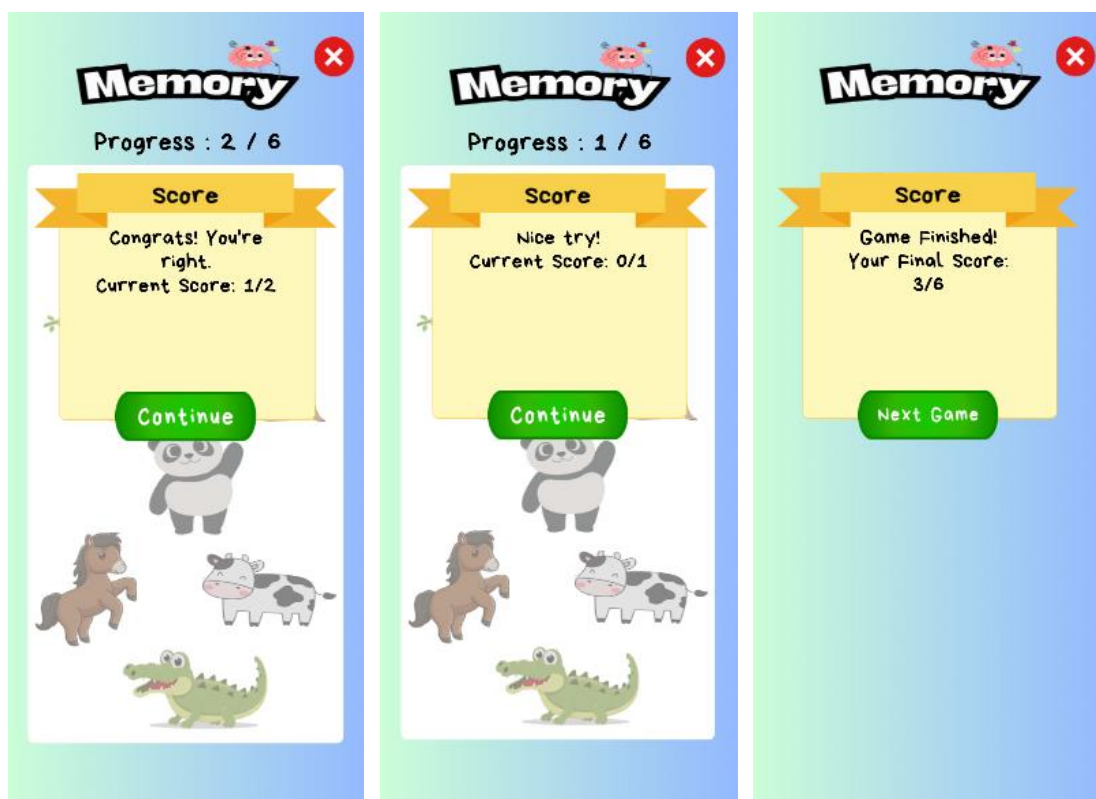 Memory
Progress : 2 / 6
Score
Congrats! You're
right.
Current Score: 1/2
Continue
Memory
Progress : 1 / 6
Score
Nice try!
Current Score: 0/1
Continue
Memory
Score
Game Finished!
Your Final Score:
3/6
Next Game